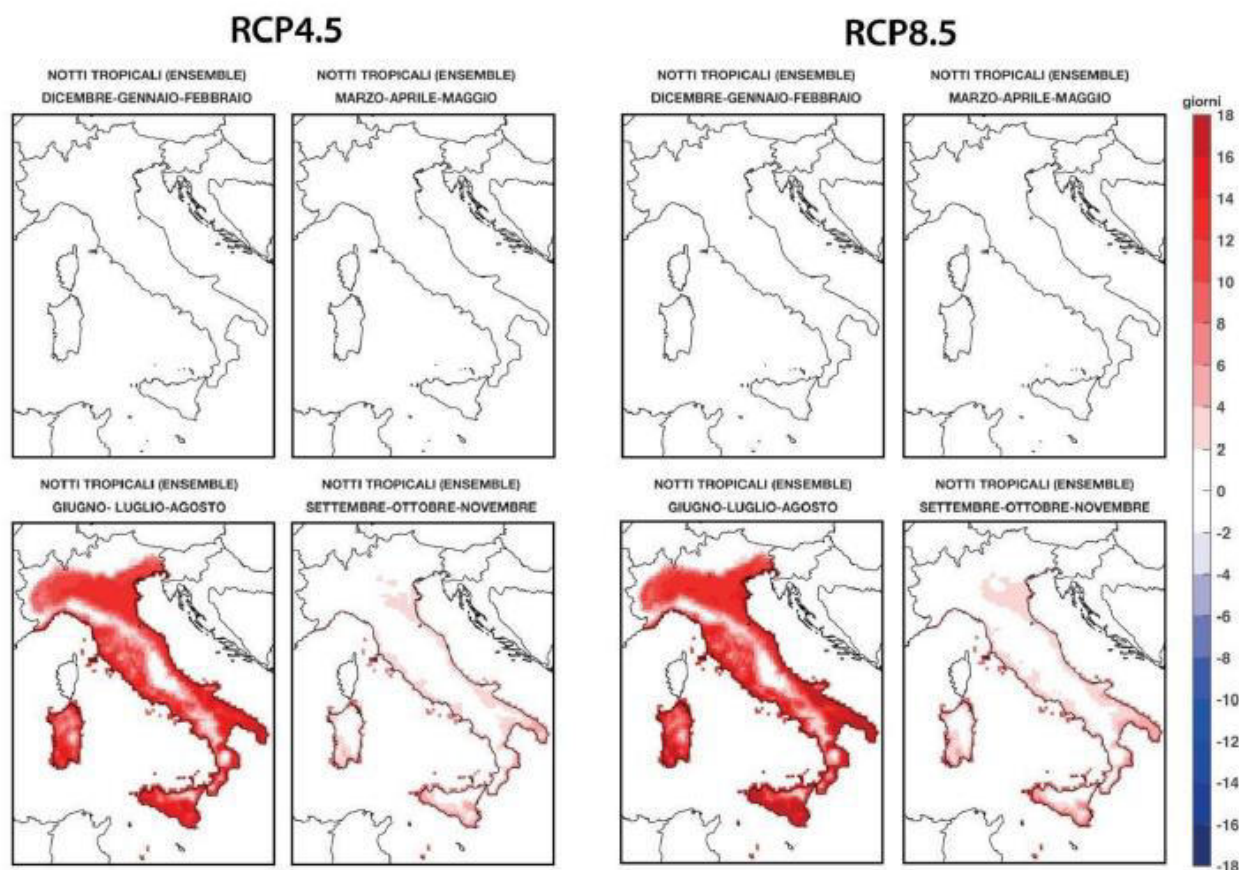 RCP4.5
NOTTI TROPICALI (ENSEMBLE)
DICEMBRE-GENNAIO-FEBBRAIO
NOTTI TROPICALI (ENSEMBLE)
MARZO-APRILE-MAGGIO
NOTTI TROPICALI (ENSEMBLE)
GIUGNO- LUGLIO-AGOSTO
NOTTI TROPICALI (ENSEMBLE)
SETTEMBRE-OTTOBRE-NOVEMBRE
RCP8.5
NOTTI TROPICALI (ENSEMBLE)
DICEMBRE-GENNAIO-FEBBRAIO
NOTTI TROPICALI (ENSEMBLE)
MARZO-APRILE-MAGGIO
NOTTI TROPICALI (ENSEMBLE)
GIUGNO-LUGLIO-AGOSTO
NOTTI TROPICALI (ENSEMBLE)
SETTEMBRE-OTTOBRE-NOVEMBRE
giorni
18
16
14
12
10
8
6
4
2
0
-2
-4
-6
-8
-10
-12
-14
-16
-18